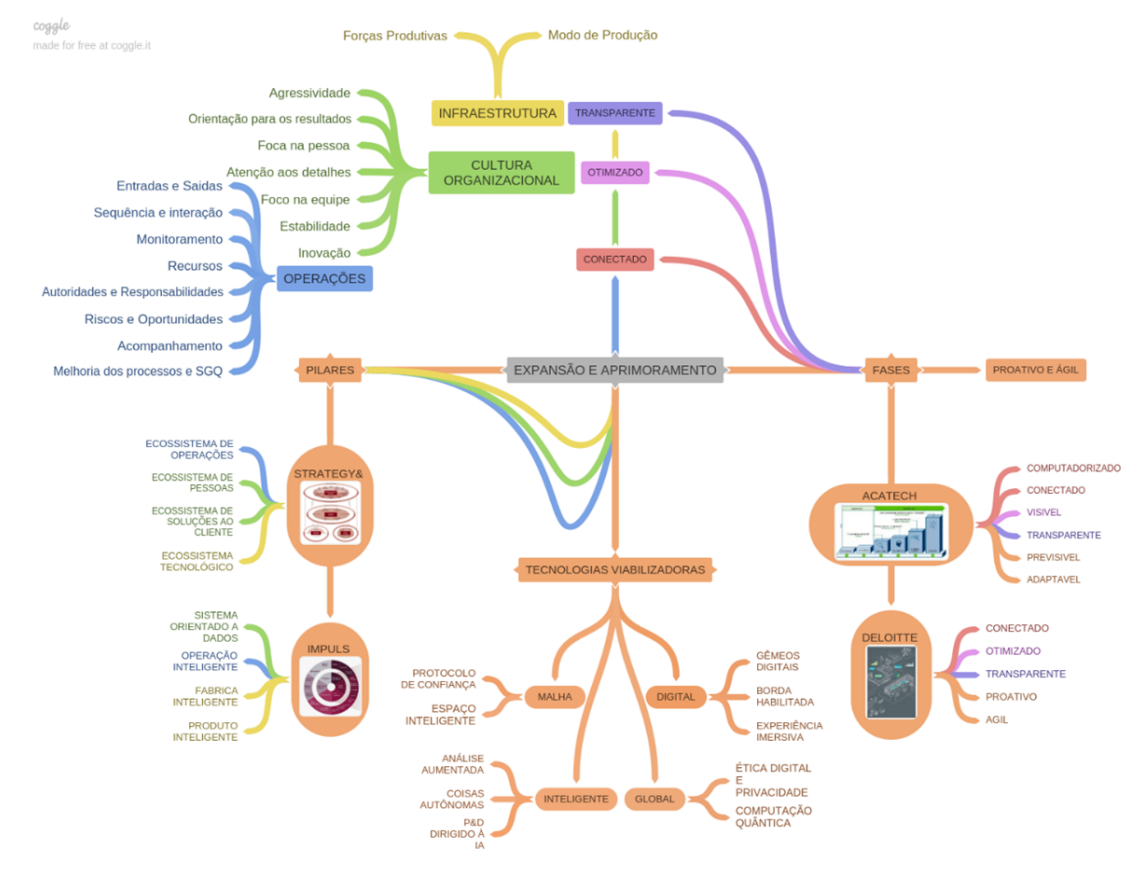 coggle
made for free at coggle.it
Forças Produtivas
Modo de Produção
INFRAESTRUTURA
TRANSPARENTE
Agressividade
Orientação para os resultados
Foca na pessoa
Atenção aos detalhes
Foco na equipe
Estabilidade
Inovação
CULTURA
ORGANIZACIONAL
OTIMIZADO
CONECTADO
Entradas e Saidas
Sequência e interação
Monitoramento
Recursos
Autoridades e Responsabilidades
Riscos e Oportunidades
Acompanhamento
Melhoria dos processos e SGQ
OPERAÇÕES
PILARES
EXPANSÃO E APRIMORAMENTO
FASES
PROATIVO E ÁGIL
ECOSSISTEMA DE
OPERAÇÕES
ECOSSISTEMA DE
PESSOAS
ECOSSISTEMA DE
SOLUÇÕES AO
CLIENTE
ECOSSISTEMA
TECNOLÓGICO
STRATEGY&
SISTEMA
ORIENTADO A
DADOS
OPERAÇÃO
INTELIGENTE
FABRICA
INTELIGENTE
PRODUTO
INTELIGENTE
IMPULS
TECNOLOGIAS VIABILIZADORAS
PROTOCOLO
DE CONFIANÇA
ESPAÇO
INTELIGENTE
MALHA
DIGITAL
GÊMEOS
DIGITAIS
BORDA
HABILITADA
EXPERIÊNCIA
IMERSIVA
ANÁLISE
AUMENTADA
COISAS
AUTÔNOMAS
P&D
DIRIGIDO À
IA
INTELIGENTE
GLOBAL
ÉTICA DIGITAL
E
PRIVACIDADE
COMPUTAÇÃO
QUÂNTICA
ACATECH
COMPUTADORIZADO
CONECTADO
VISIVEL
TRANSPARENTE
PREVISIVEL
ADAPTAVEL
DELOITTE
CONECTADO
OTIMIZADO
TRANSPARENTE
PROATIVO
AGIL